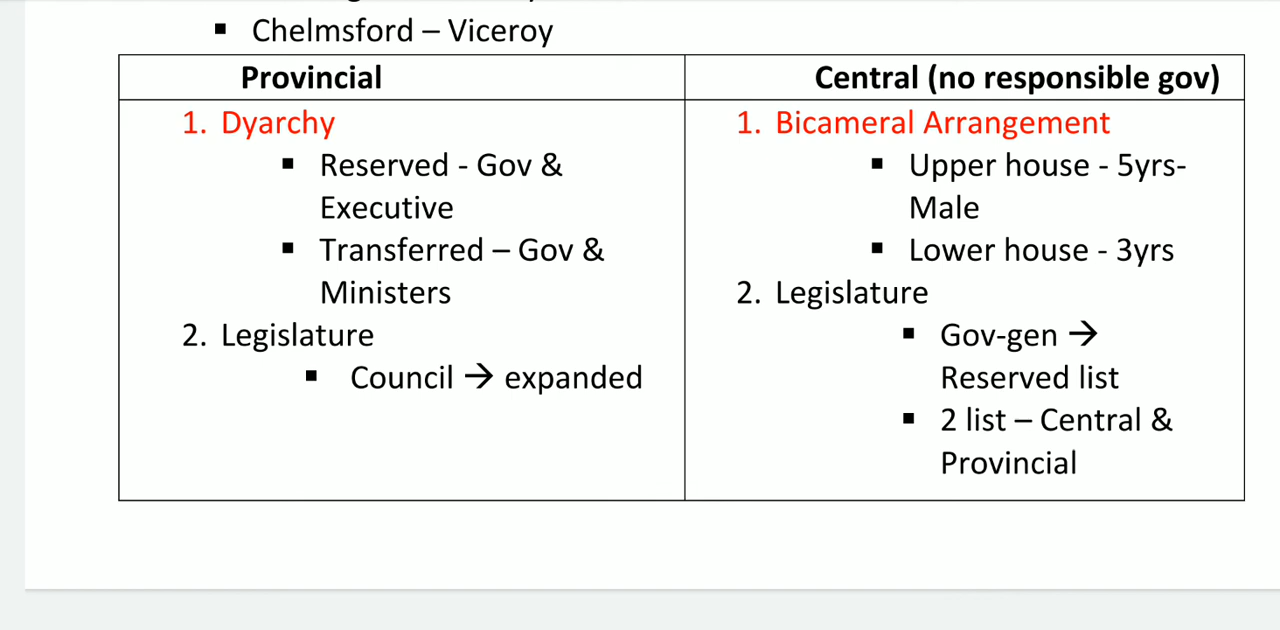 ▪ Chelmsford – Viceroy
Provincial
1. Dyarchy
▪ Reserved - Gov &
Executive
▪ Transferred – Gov &
Ministers
2. Legislature
▪ Council → expanded
Central (no responsible gov)
1. Bicameral Arrangement
▪ Upper house - 5yrs-
Male
▪ Lower house - 3yrs
2. Legislature
▪ Gov-gen →
Reserved list
▪ 2 list – Central &
Provincial